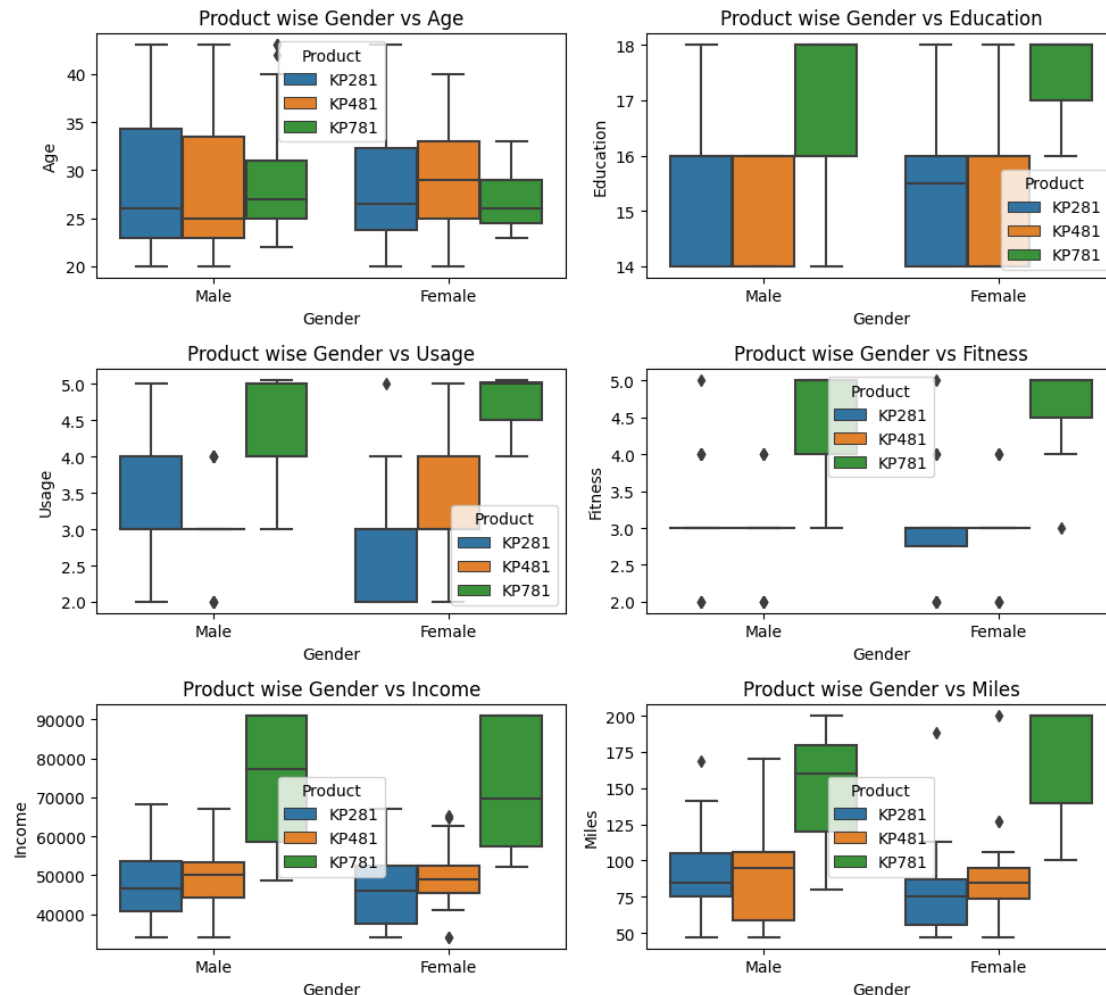 Product wise Gender vs Age
Age
40
35
30
25
20
Product
KP281
KP481
KP781
Male
Female
Gender
Product wise Gender vs Education
Education
18
17
16
15
14
Product
KP281
KP481
KP781
Male
Female
Gender
Product wise Gender vs Usage
Usage
5.0
4.5
4.0
3.5
3.0
2.5
2.0
Product
KP281
KP481
KP781
Male
Female
Gender
Product wise Gender vs Fitness
Fitness
5.0
4.5
4.0
3.5
3.0
2.5
2.0
Product
KP281
KP481
KP781
Male
Female
Gender
Product wise Gender vs Income
Income
90000
80000
70000
60000
50000
40000
Product
KP281
KP481
KP781
Male
Female
Gender
Product wise Gender vs Miles
Miles
200
175
150
125
100
75
50
Product
KP281
KP481
KP781
Male
Female
Gender